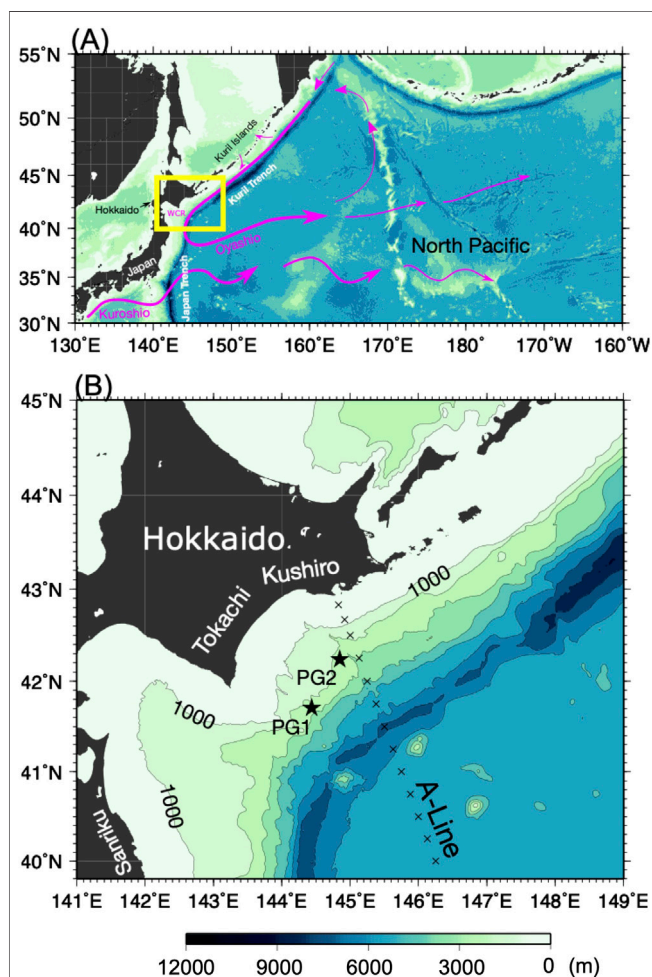 (A)
55˚N
50˚N
45˚N
40˚N
35˚N
30˚N
Kuril Islands
Kuril Trench
Hokkaido
WCR
Oyashio
North Pacific
Japan
Japan Trench
Kuroshio
130˚E 140˚E 150˚E 160˚E 170˚E 180˚E 170˚W 160˚W
(B)
45˚N
44˚N
Hokkaido
43˚N
Kushiro
1000
Tokachi
42˚N
PG2
1000
PG1
41˚N
1000
A-Line
Sanriku
40˚N
141˚E 142˚E 143˚E 144˚E 145˚E 146˚E 147˚E 148˚E 149˚E
12000 9000 6000 3000 0 (m)